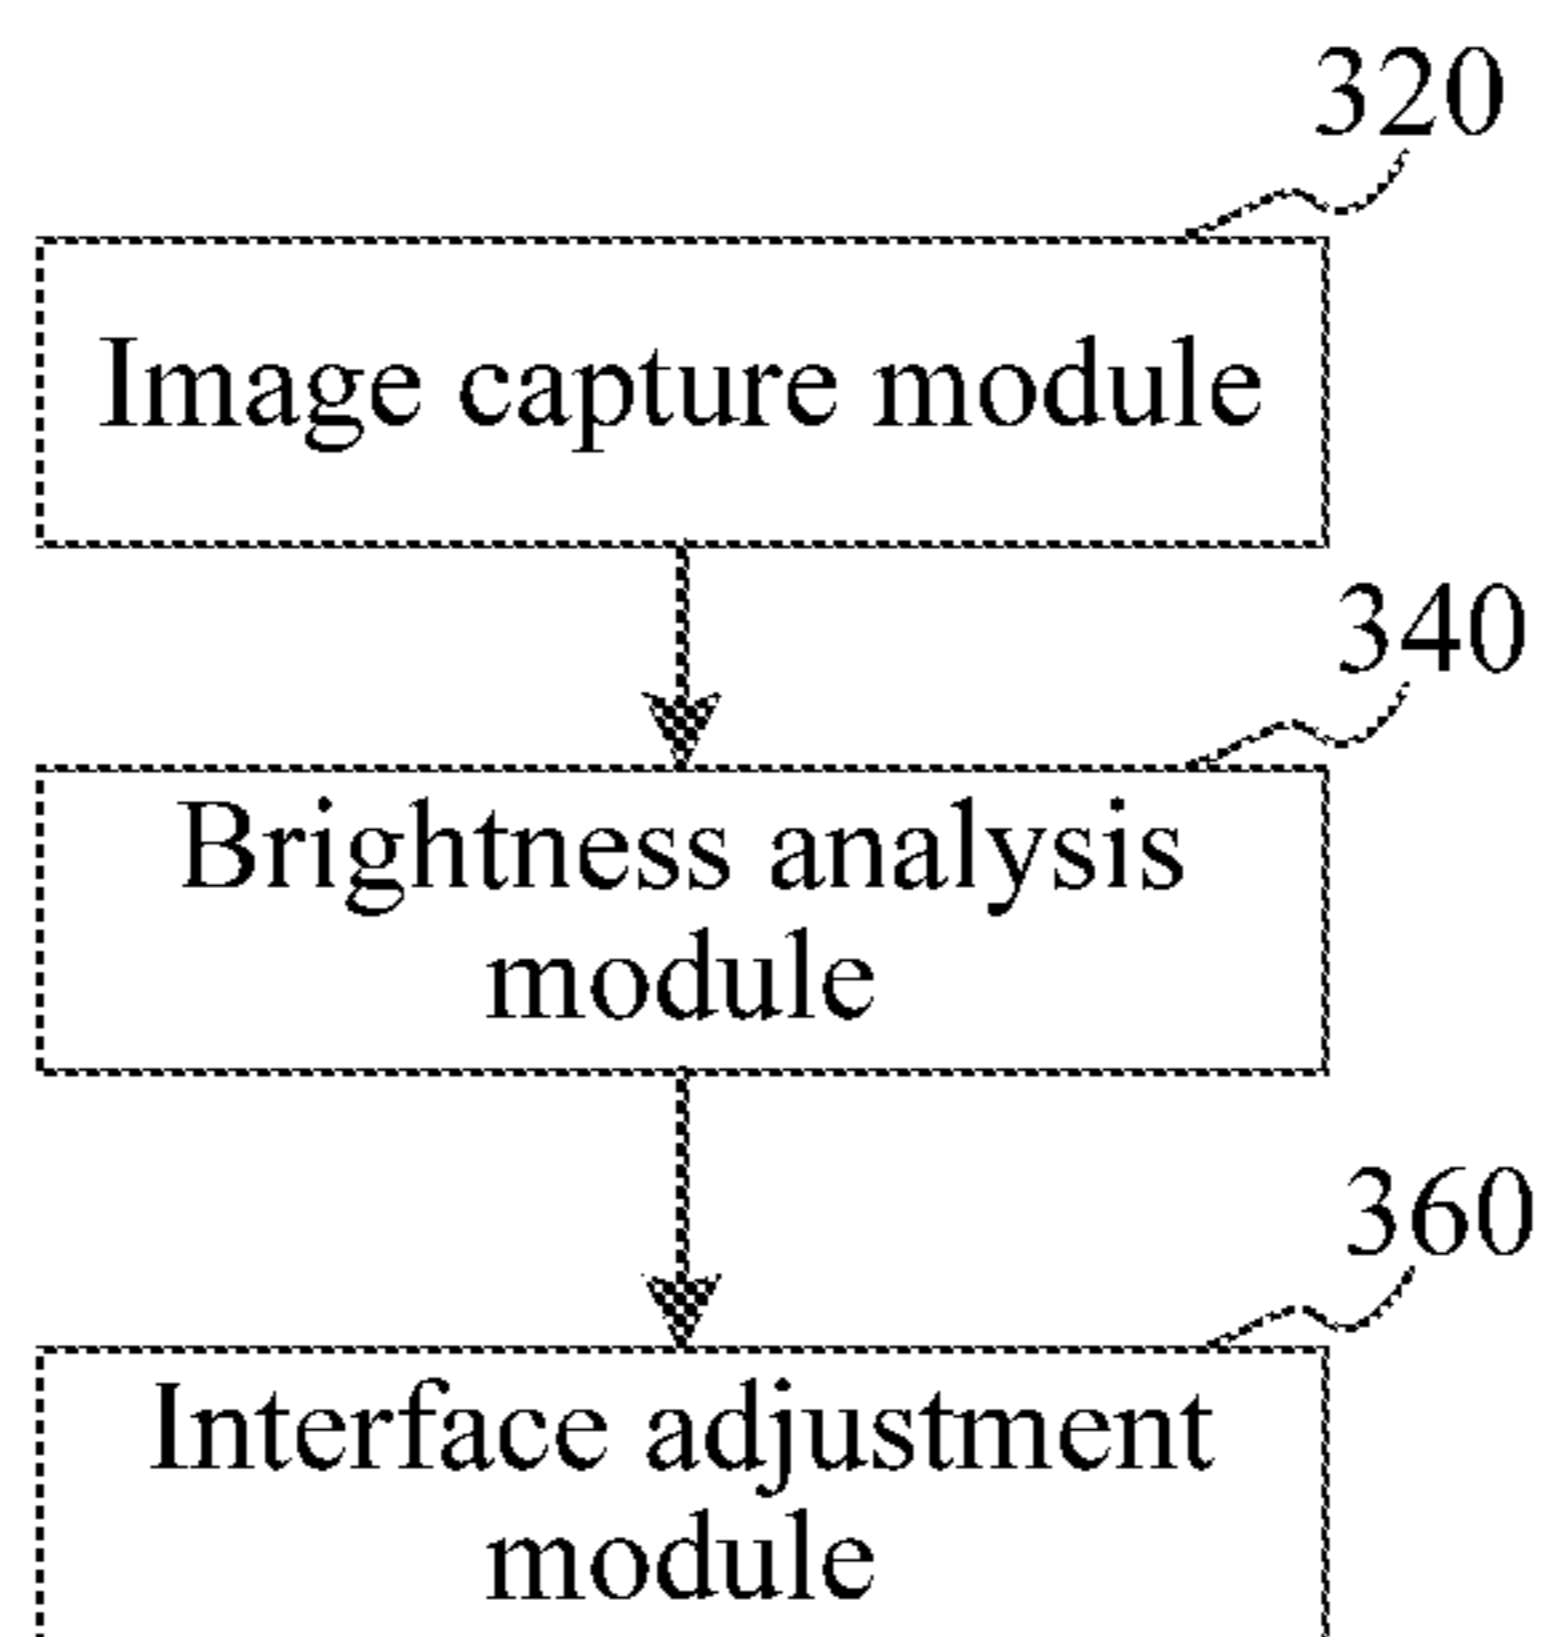 320
Image capture module
340
Brightness analysis
module
360
Interface adjustment
module